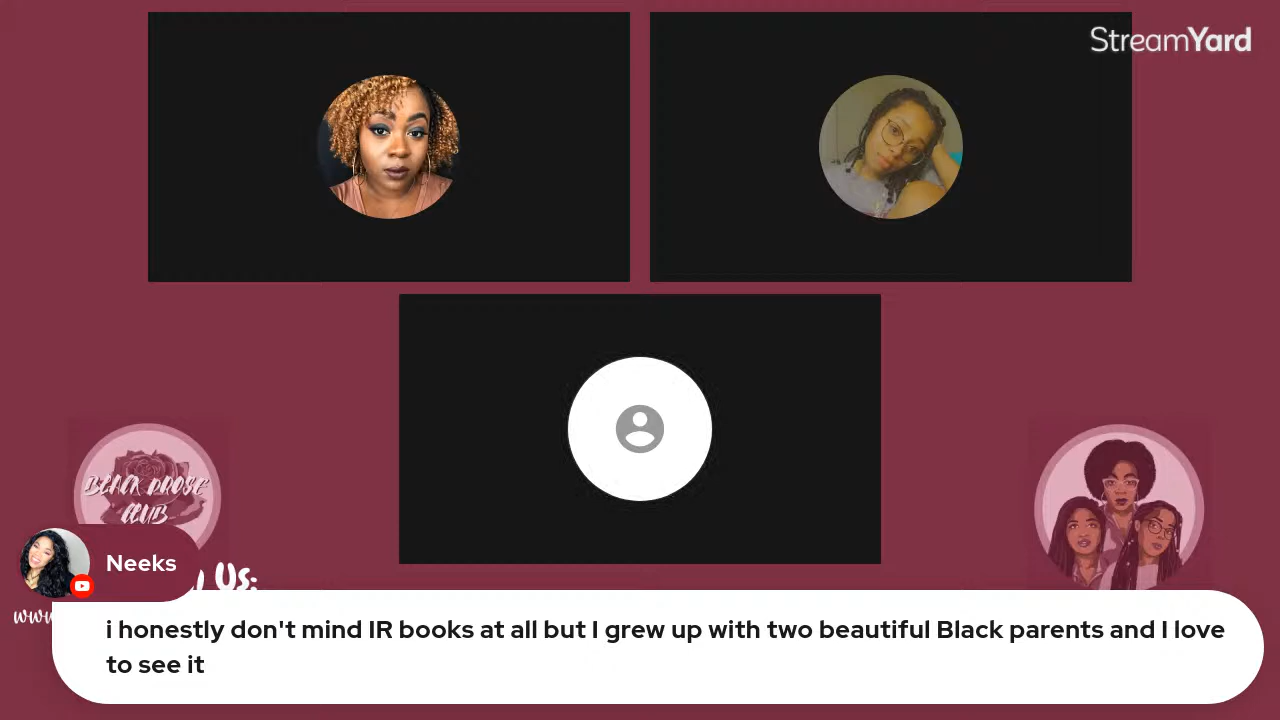 StreamYard
BLACK PROSE
CLUB
Neeks
Us:
i honestly don't mind IR books at all but I grew up with two beautiful Black parents and I love
to see it